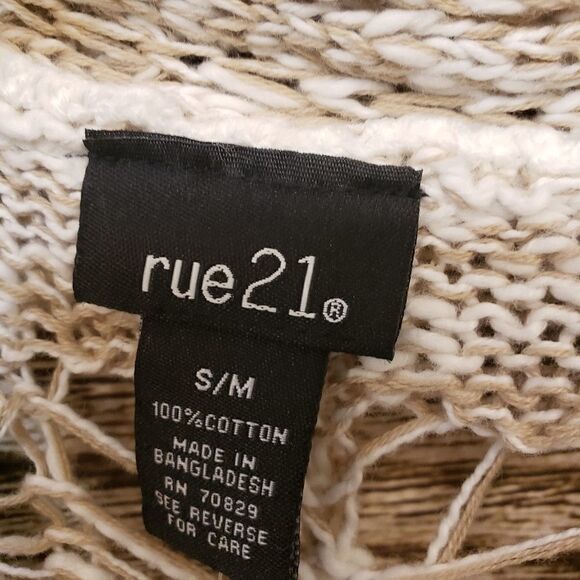 rue21®
S/M
100%COTTON
MADE IN
BANGLADESH
RN 70829
SEE REVERSE
FOR CARE